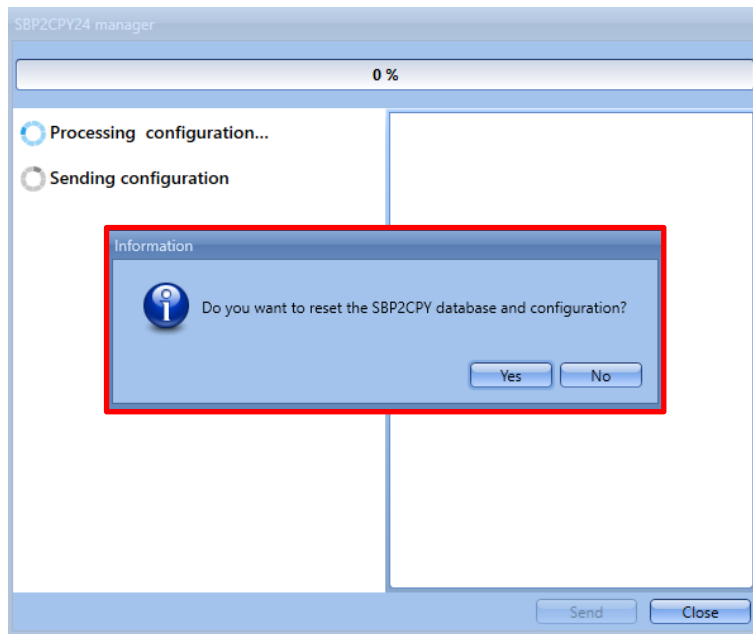 SBP2CPY24 manager
0 %
Processing configuration...
Sending configuration
Information
Do you want to reset the SBP2CPY database and configuration?
Yes No
Send Close